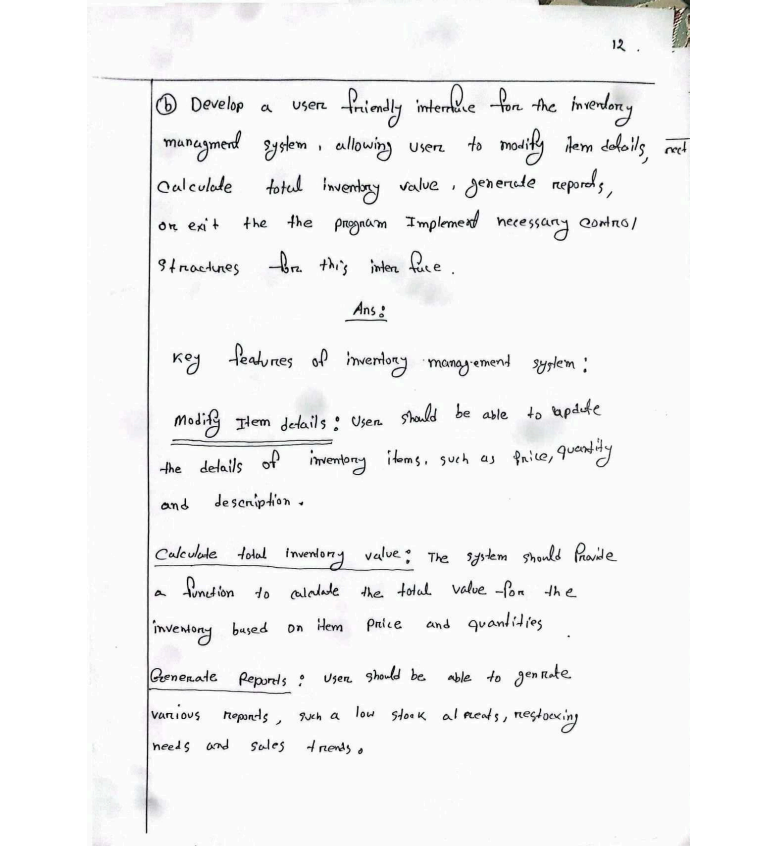 12.
(b) Develop a user friendly interface for the inventory
managment system, allowing user to modify item details,
Calculate total inventory value, generate reports,
or exit the the program Implement necessary control
structures for this inter face.
Ans:
Key features of inventory management system:
Modify Item details: User should be able to update
the details of inventory items, such as price, quantity
and description.
Calculate total inventory value: The system should Provide
a function to calculate the total value for the
inventory based on item price and quantities.
Generate Reports: User should be able to genrate
various reports, such a low stock alreats, restocking
needs and sales trends.